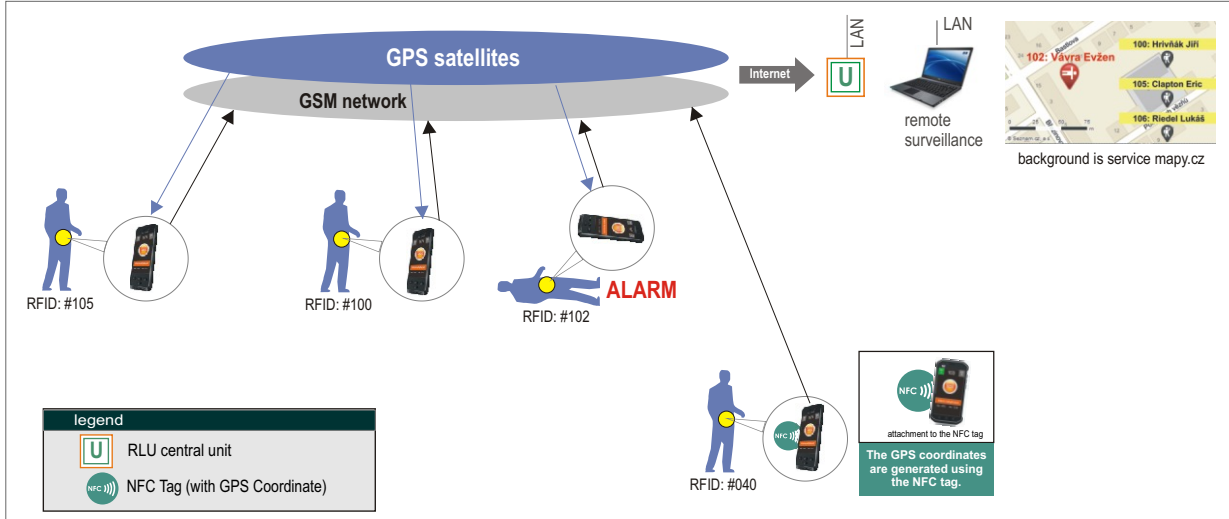 GPS satellites
GSM network
Internet
U
LAN
LAN
remote
surveillance
Bastlova
102: Vávra Evžen
100: Hrivňák Jiří
105: Clapton Eric
106: Riedel Lukáš
background is service mapy.cz
RFID: #105
RFID: #100
RFID: #102
ALARM
RFID: #040
NFC
NFC
attachment to the NFC tag
The GPS coordinates
are generated using
the NFC tag.
legend
U
RLU central unit
NFC
NFC Tag (with GPS Coordinate)